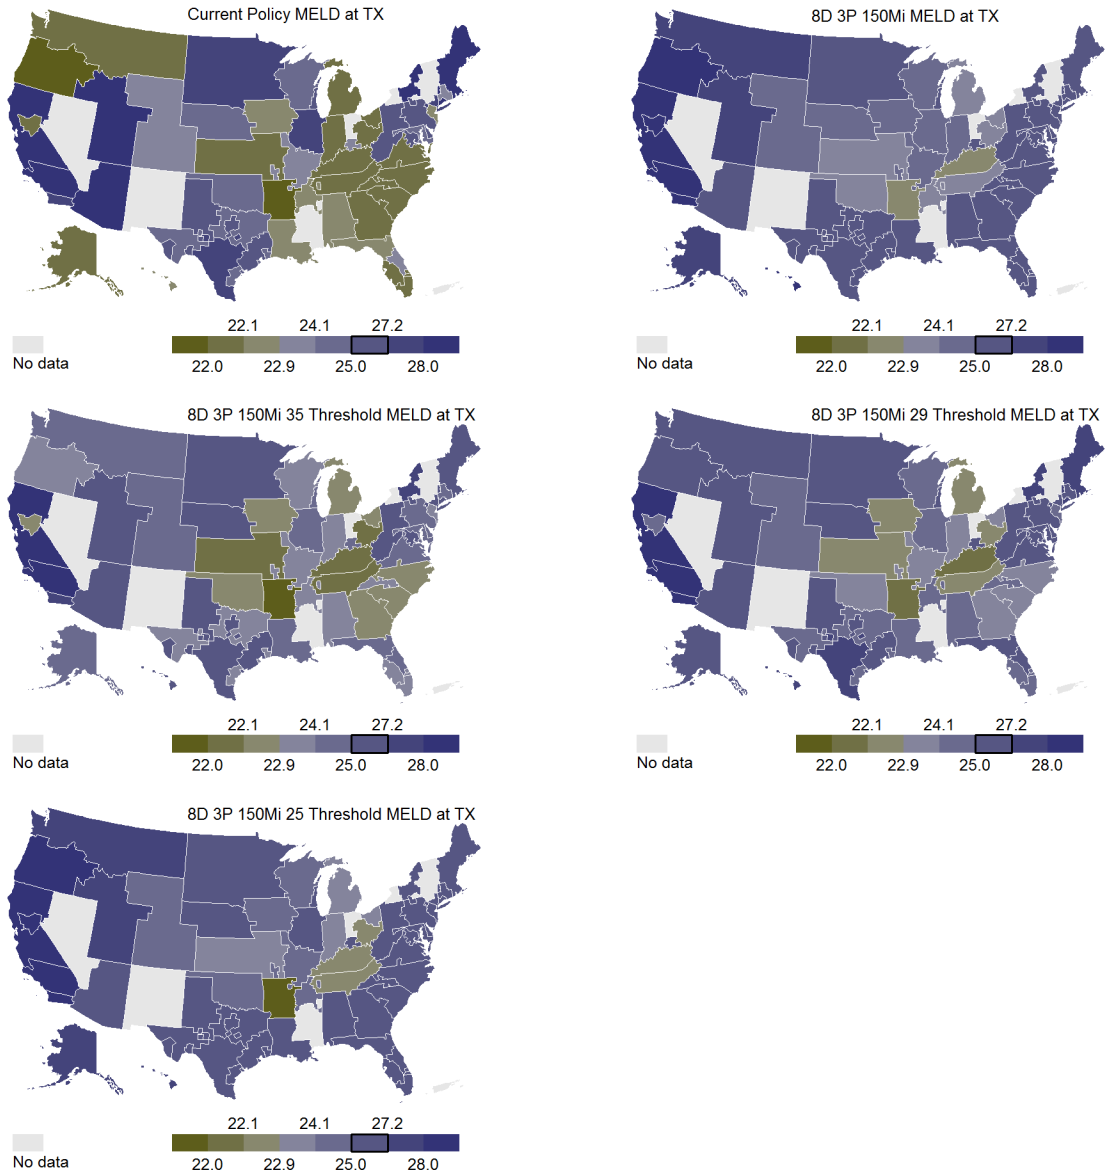 Current Policy MELD at TX
22.1 24.1 27.2
No data
22.0 22.9 25.0 28.0
8D 3P 150Mi MELD at TX
22.1 24.1 27.2
No data
22.0 22.9 25.0 28.0
8D 3P 150Mi 35 Threshold MELD at TX
22.1 24.1 27.2
No data
22.0 22.9 25.0 28.0
8D 3P 150Mi 29 Threshold MELD at TX
22.1 24.1 27.2
No data
22.0 22.9 25.0 28.0
8D 3P 150Mi 25 Threshold MELD at TX
22.1 24.1 27.2
No data
22.0 22.9 25.0 28.0